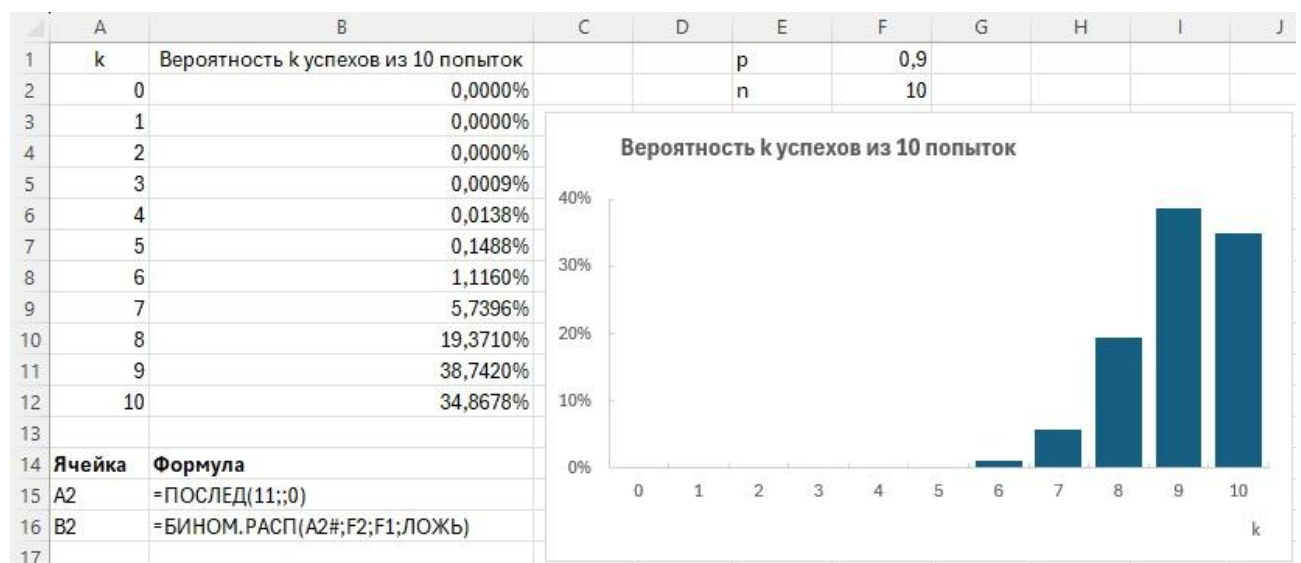 A B C D E F G H I J
1 k Вероятность k успехов из 10 попыток p 0,9
2 0 0,0000% n 10
3 1 0,0000%
4 2 0,0000%
5 3 0,0009%
6 4 0,0138%
7 5 0,1488%
8 6 1,1160%
9 7 5,7396%
10 8 19,3710%
11 9 38,7420%
12 10 34,8678%
13
14 Ячейка Формула
15 A2 =ПОСЛЕД(11;;0)
16 B2 =БИНОМ.РАСП(A2#;F2;F1;ЛОЖЬ)
17
Вероятность k успехов из 10 попыток
40%
30%
20%
10%
0%
0 1 2 3 4 5 6 7 8 9 10
k